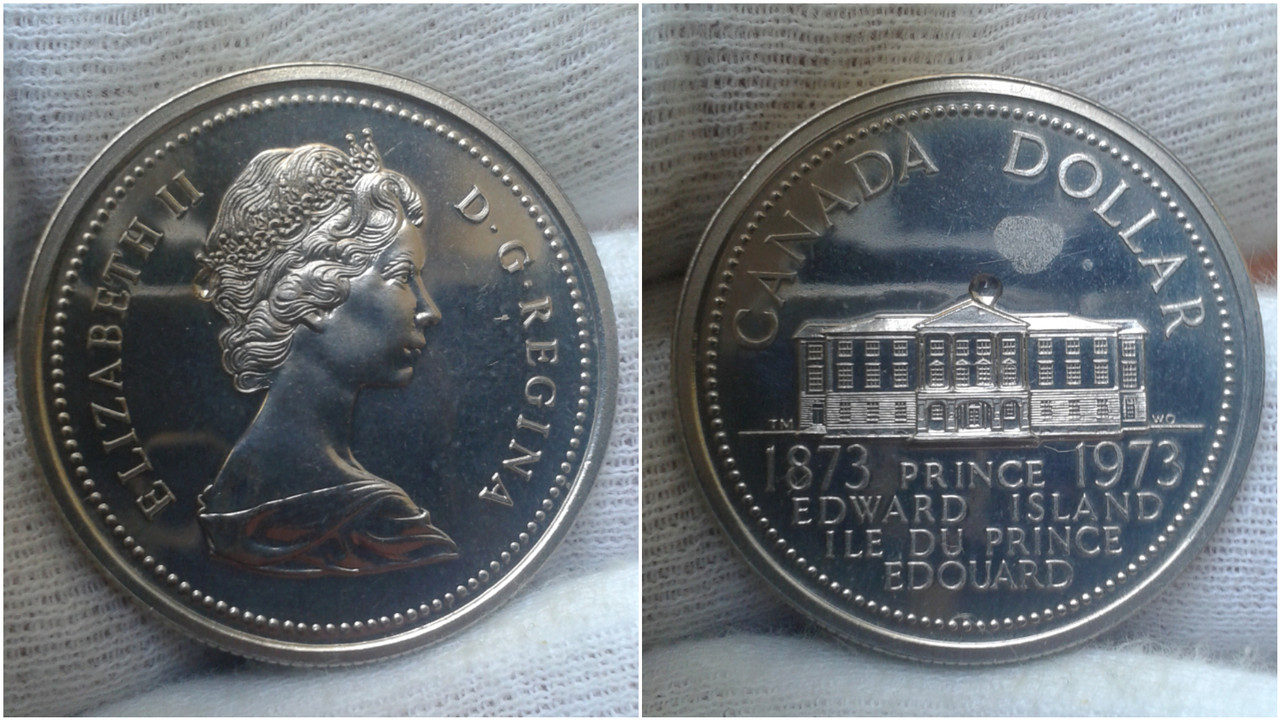 ELIZABETH II D·G·REGINA
CANADA DOLLAR
TM WO
1873 PRINCE 1973
EDWARD ISLAND
ILE DU PRINCE
EDOUARD